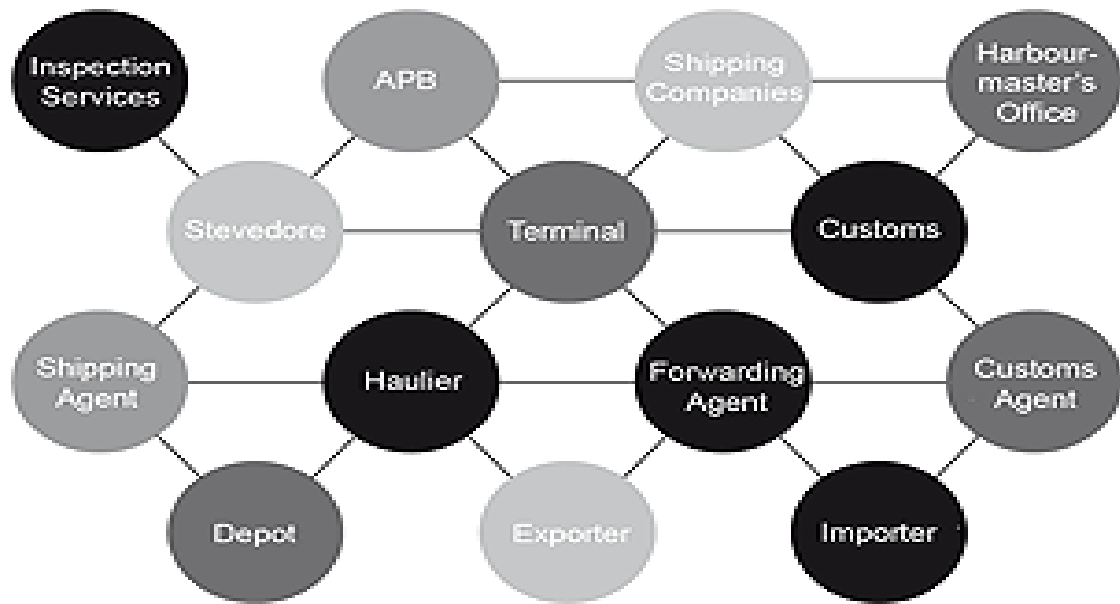 Inspection
Services
APB
Shipping
Companies
Harbour-
master's
Office
Stevedore
Terminal
Customs
Shipping
Agent
Haulier
Forwarding
Agent
Customs
Agent
Depot
Exporter
Importer